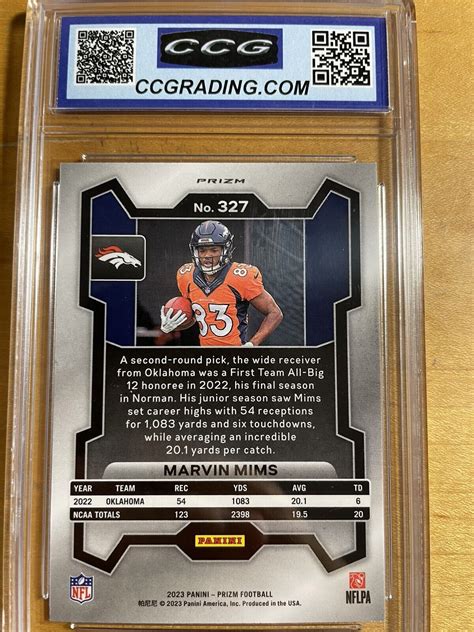 CCG
CCGRADING.COM
PRIZM
No. 327
83
A second-round pick, the wide receiver
from Oklahoma was a First Team All-Big
12 honoree in 2022, his final season
in Norman. His junior season saw Mims
set career highs with 54 receptions
for 1,083 yards and six touchdowns,
while averaging an incredible
20.1 yards per catch.
MARVIN MIMS
YEAR TEAM REC YDS AVG TD
2022 OKLAHOMA 54 1083 20.1 6
NCAA TOTALS 123 2398 19.5 20
PANINI
NFL
NFLPA
2023 PANINI – PRIZM FOOTBALL
帕尼尼 © 2023 Panini America, Inc. Produced in the USA.